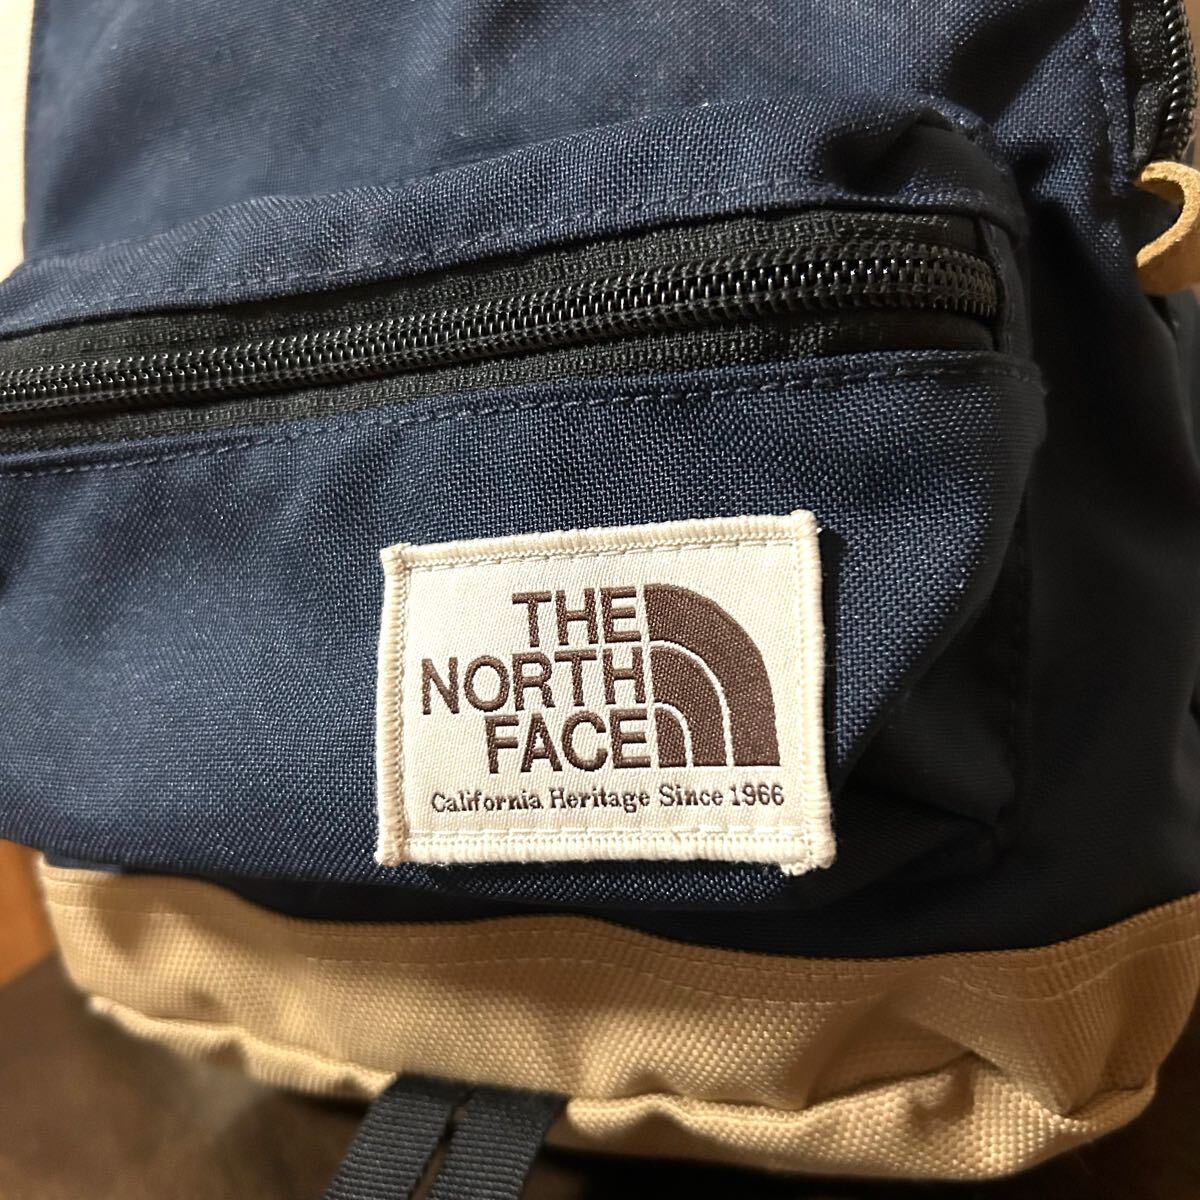 THE
NORTH
FACE
California Heritage Since 1966